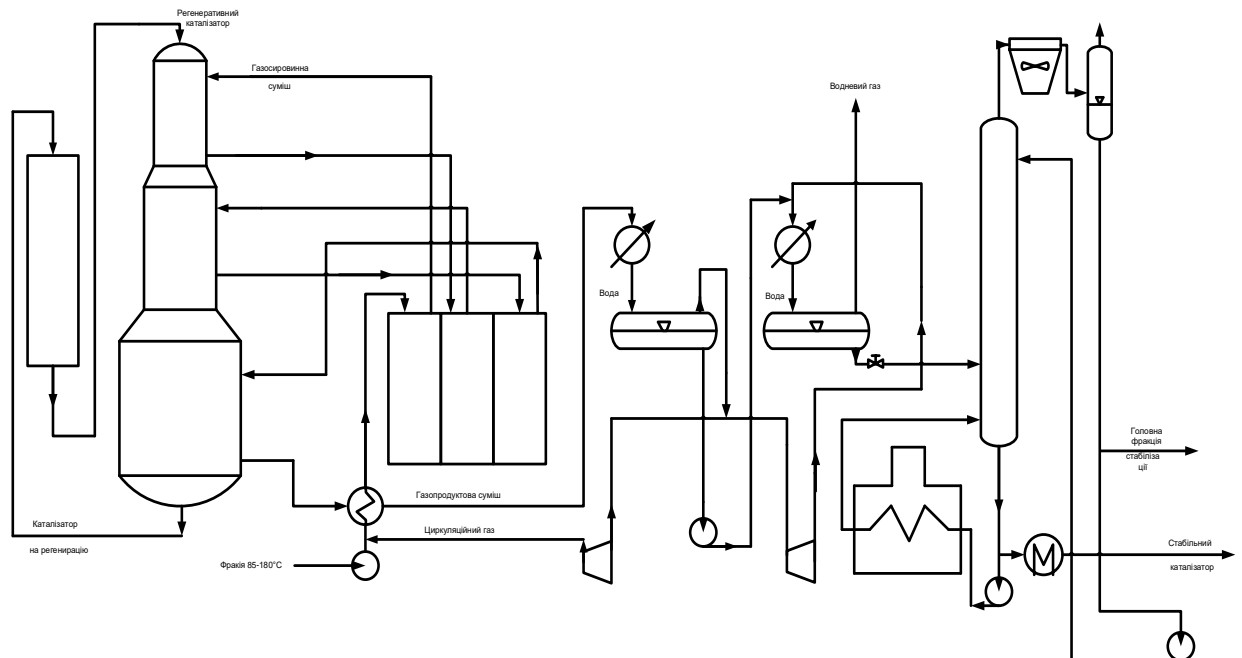 Регенеративний
каталізатор
Газосировинна
суміш
Водневий газ
Вода
Вода
Головна
фракція
стабіліза
ції
Газопродуктова суміш
Каталізатор
на регенирацію
Циркуляційний газ
Стабільний
каталізатор
Фракія 85-180°С